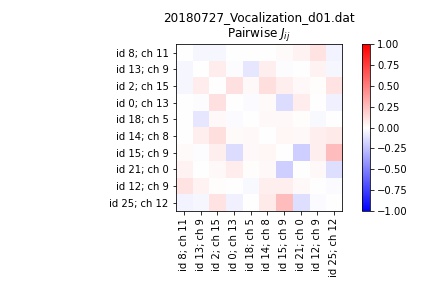 20180727_Vocalization_d01.dat
Pairwise J_ij
id 8; ch 11
id 13; ch 9
id 2; ch 15
id 0; ch 13
id 18; ch 5
id 14; ch 8
id 15; ch 9
id 21; ch 0
id 12; ch 9
id 25; ch 12
id 8; ch 11
id 13; ch 9
id 2; ch 15
id 0; ch 13
id 18; ch 5
id 14; ch 8
id 15; ch 9
id 21; ch 0
id 12; ch 9
id 25; ch 12
1.00
0.75
0.50
0.25
0.00
−0.25
−0.50
−0.75
−1.00